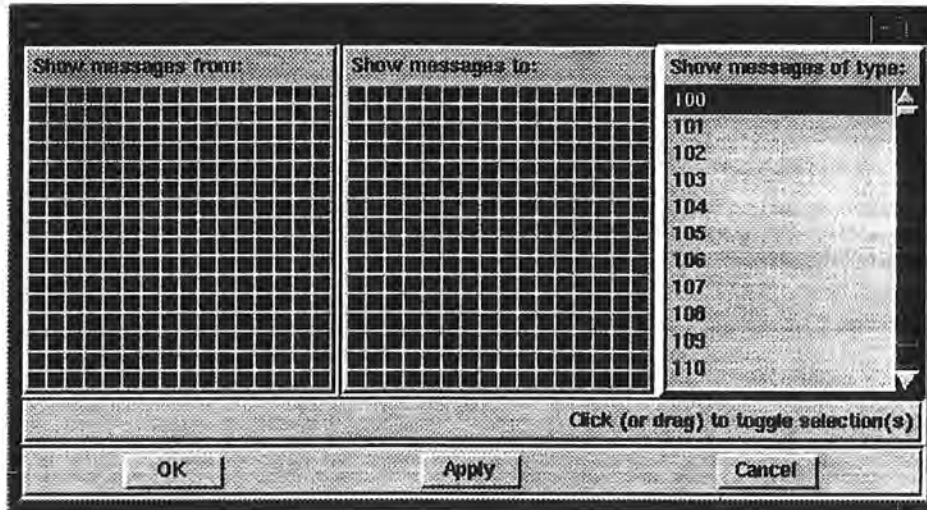 Show messages from:
Show messages to:
Show messages of type:
100
101
102
103
104
105
106
107
108
109
110
Click (or drag) to toggle selection(s)
OK
Apply
Cancel